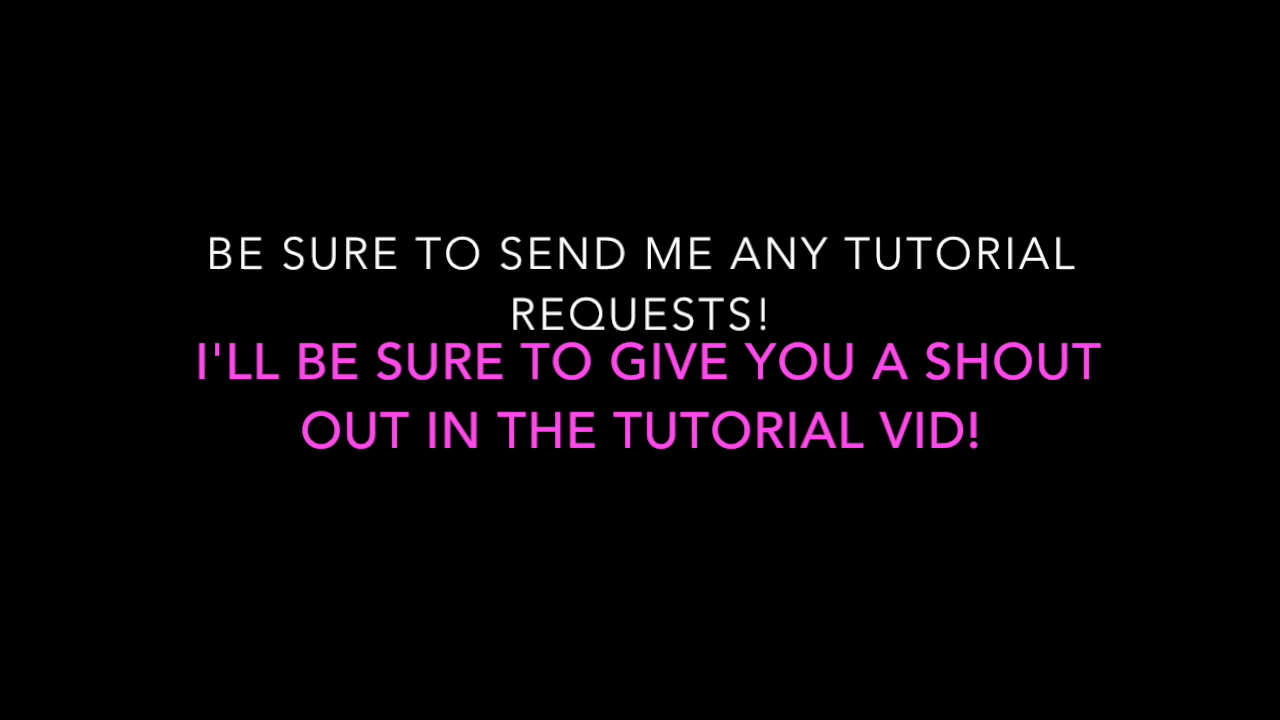 BE SURE TO SEND ME ANY TUTORIAL
REQUESTS!
I'LL BE SURE TO GIVE YOU A SHOUT
OUT IN THE TUTORIAL VID!